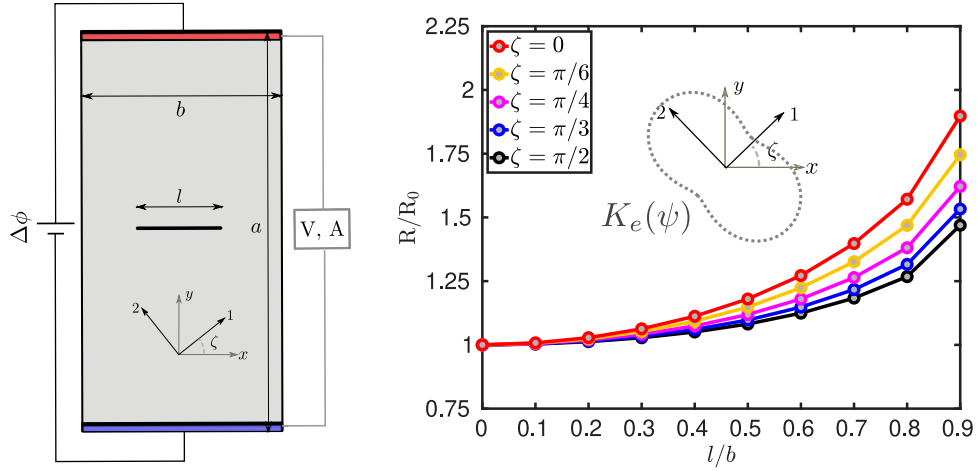 b
Δϕ
l
a
V, A
2
y
1
ζ
x
2.25
2
1.75
1.5
1.25
1
0.75
R/R₀
ζ = 0
ζ = π/6
ζ = π/4
ζ = π/3
ζ = π/2
y
2
1
ζ
x
Kₑ(ψ)
0 0.1 0.2 0.3 0.4 0.5 0.6 0.7 0.8 0.9
l/b